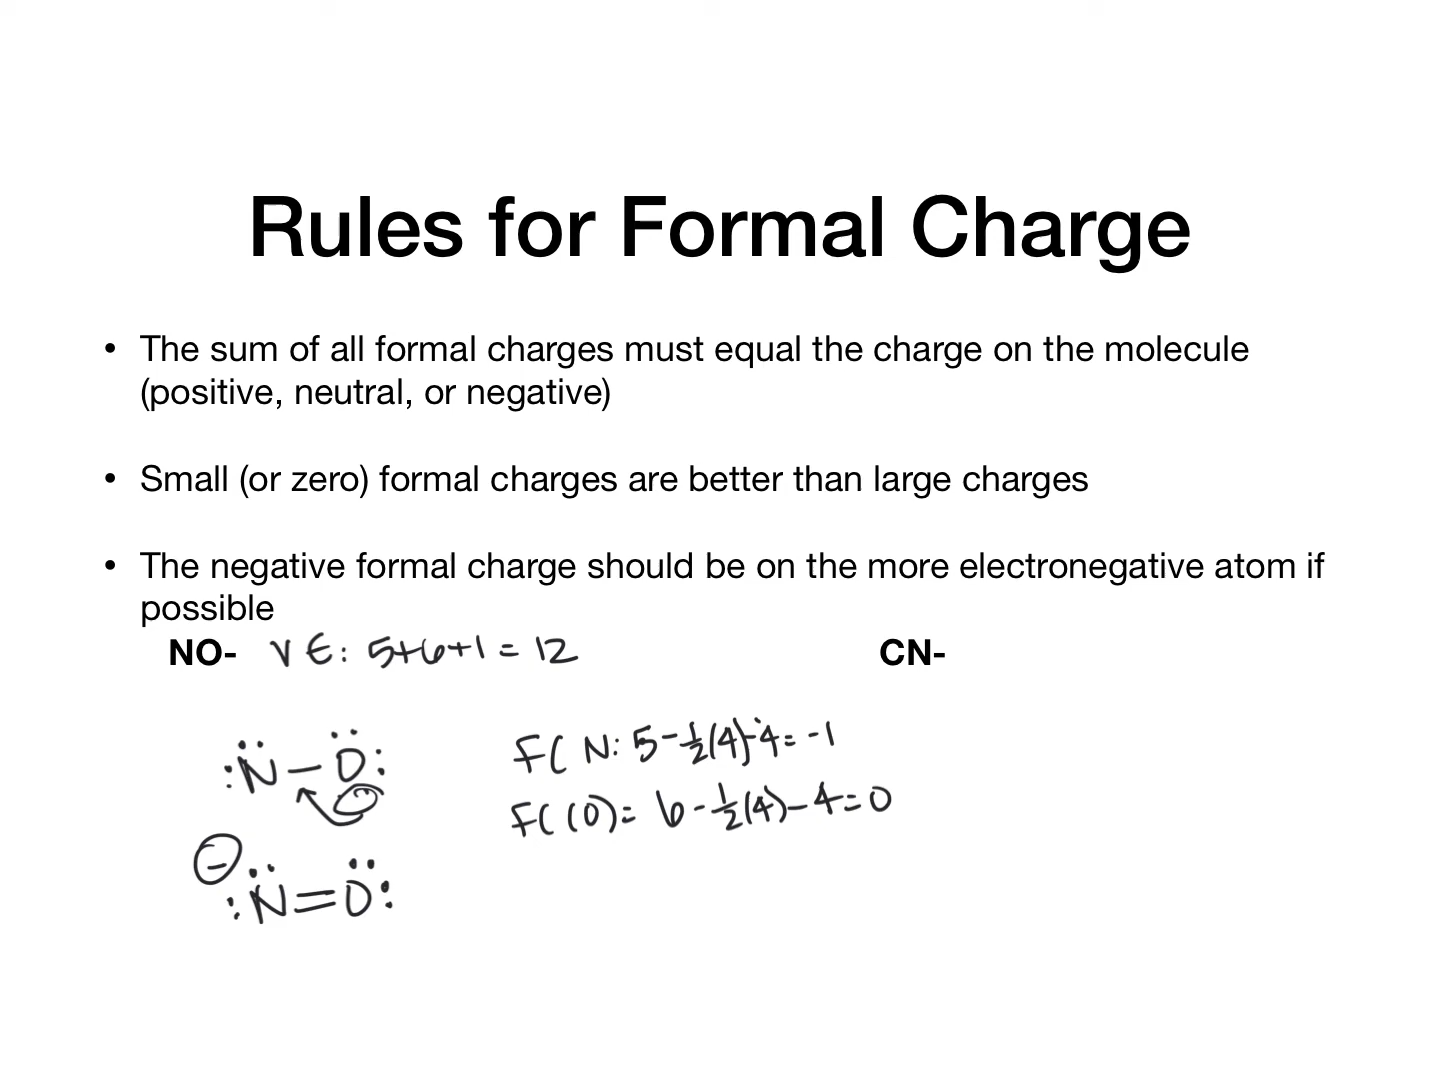 Rules for Formal Charge
• The sum of all formal charges must equal the charge on the molecule
(positive, neutral, or negative)
• Small (or zero) formal charges are better than large charges
• The negative formal charge should be on the more electronegative atom if
possible
NO- VE: 5+6+1 = 12 CN-
:N̈ – Ö:
FC N: 5 - ½(4) - 4 = -1
FC (O) = 6 - ½(4) - 4 = 0
⊖
:N̈ = Ö: